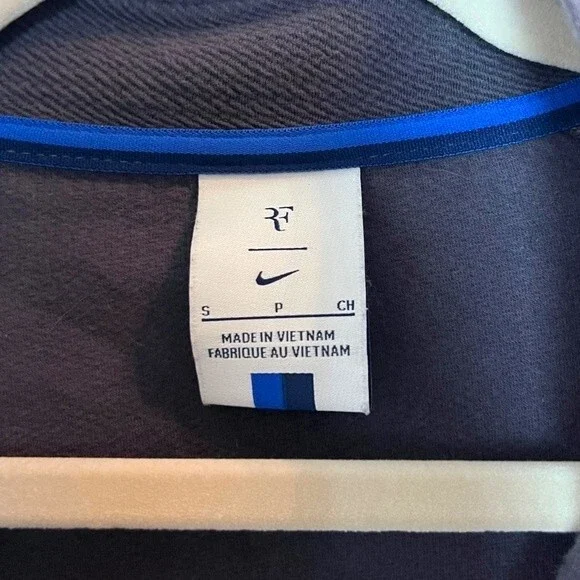 RF
S P CH
MADE IN VIETNAM
FABRIQUE AU VIETNAM